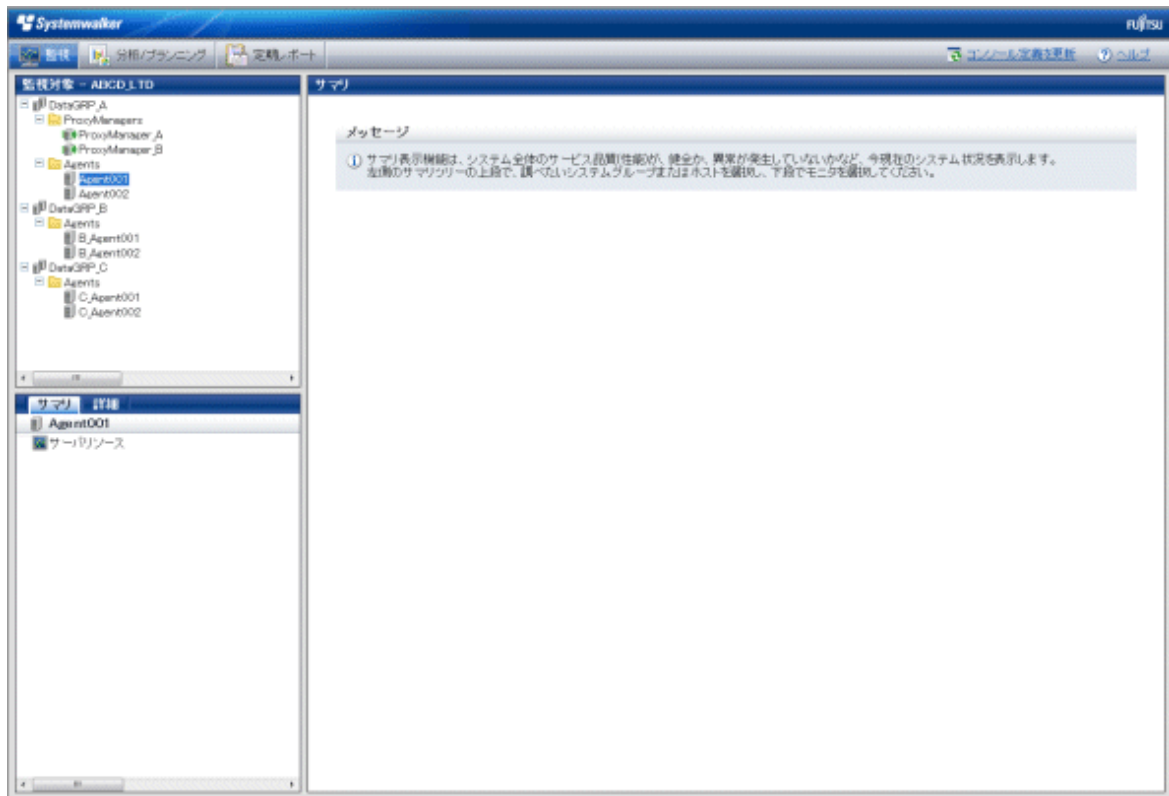 Systemwalker
FUJITSU
監視
分析/プランニング
定期レポート
コンソール定義を更新
ヘルプ
監視対象 - ABCD_LTD
DataGRP_A
ProxyManagers
ProxyManager_A
ProxyManager_B
Agents
Agent001
Agent002
DataGRP_B
Agents
B_Agent001
B_Agent002
DataGRP_C
Agents
C_Agent001
C_Agent002
サマリ 詳細
Agent001
サーバリソース
サマリ
メッセージ
サマリ表示機能は、システム全体のサービス品質(性能)が、健全か、異常が発生していないかなど、今現在のシステム状況を表示します。
左側のサマリツリーの上段で、調べたいシステムグループまたはホストを選択し、下段でモニタを選択してください。